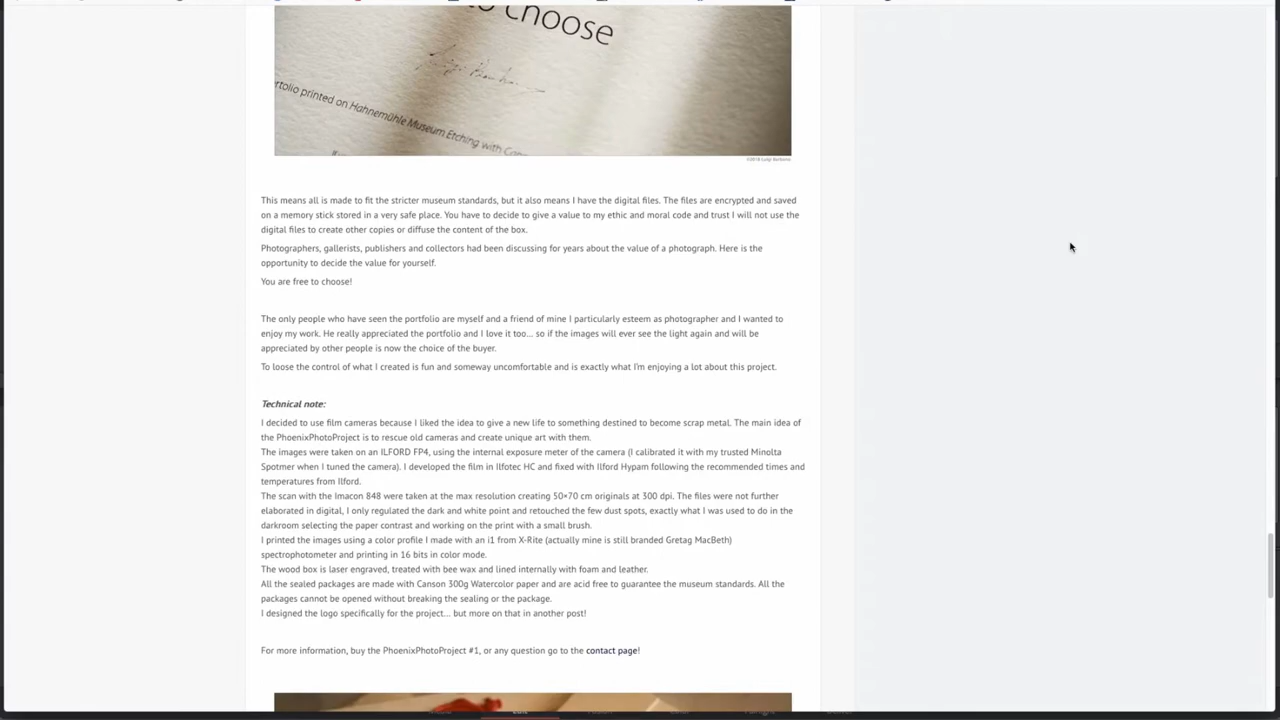 to choose
rtolio printed on Hahnemühle Museum Etching with
©2018 Luigi Barbano
This means all is made to fit the stricter museum standards, but it also means I have the digital files. The files are encrypted and saved
on a memory stick stored in a very safe place. You have to decide to give a value to my ethic and moral code and trust I will not use the
digital files to create other copies or diffuse the content of the box.
Photographers, gallerists, publishers and collectors had been discussing for years about the value of a photograph. Here is the
opportunity to decide the value for yourself.
You are free to choose!
The only people who have seen the portfolio are myself and a friend of mine I particularly esteem as photographer and I wanted to
enjoy my work. He really appreciated the portfolio and I love it too... so if the images will ever see the light again and will be
appreciated by other people is now the choice of the buyer.
To loose the control of what I created is fun and someway uncomfortable and is exactly what I'm enjoying a lot about this project.
Technical note:
I decided to use film cameras because I liked the idea to give a new life to something destined to become scrap metal. The main idea of
the PhoenixPhotoProject is to rescue old cameras and create unique art with them.
The images were taken on an ILFORD FP4, using the internal exposure meter of the camera (I calibrated it with my trusted Minolta
Spotmer when I tuned the camera). I developed the film in Ilfotec HC and fixed with Ilford Hypam following the recommended times and
temperatures from Ilford.
The scan with the Imacon 848 were taken at the max resolution creating 50×70 cm originals at 300 dpi. The files were not further
elaborated in digital, I only regulated the dark and white point and retouched the few dust spots, exactly what I was used to do in the
darkroom selecting the paper contrast and working on the print with a small brush.
I printed the images using a color profile I made with an i1 from X-Rite (actually mine is still branded Gretag MacBeth)
spectrophotometer and printing in 16 bits in color mode.
The wood box is laser engraved, treated with bee wax and lined internally with foam and leather.
All the sealed packages are made with Canson 300g Watercolor paper and are acid free to guarantee the museum standards. All the
packages cannot be opened without breaking the sealing or the package.
I designed the logo specifically for the project... but more on that in another post!
For more information, buy the PhoenixPhotoProject #1, or any question go to the contact page!